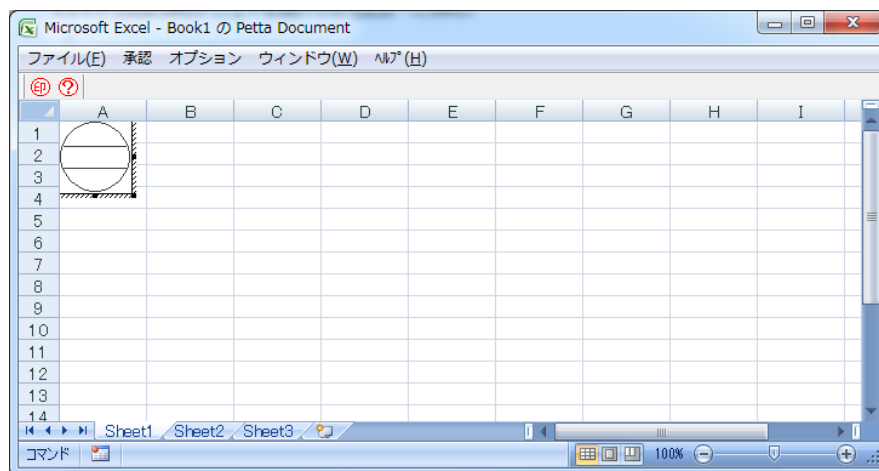 Microsoft Excel - Book1 の Petta Document
ファイル(F) 承認 オプション ウィンドウ(W) ﾍﾙﾌﾟ(H)
印 ?
A B C D E F G H I
1
2
3
4
5
6
7
8
9
10
11
12
13
14
Sheet1 Sheet2 Sheet3
コマンド 100%